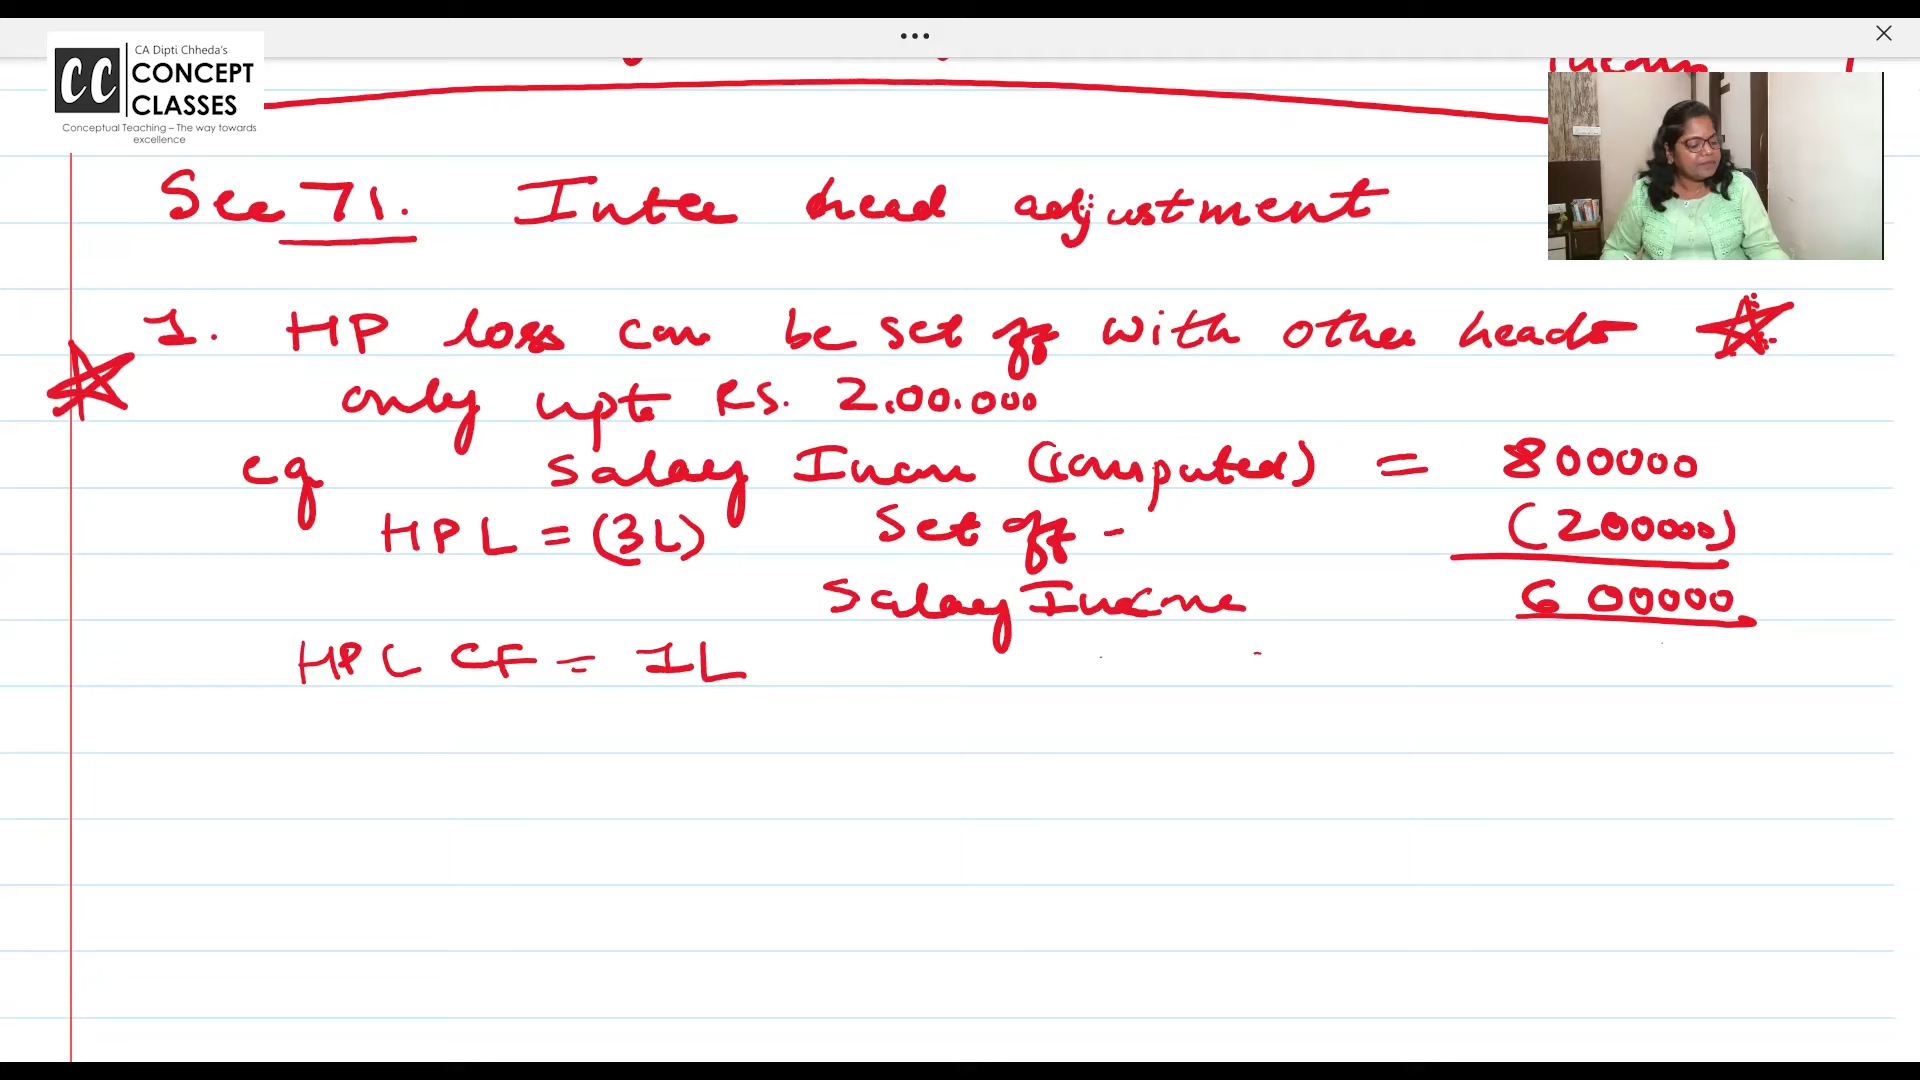 CC
CA Dipti Chheda's
CONCEPT
CLASSES
Conceptual Teaching – The way towards
excellence
Sec 71. Inter head adjustment
1. HP loss can be set off with other heads
only upto Rs. 2,00,000
eg Salary Income (computed) = 800000
HPL = (3L) Set off - (200000)
Salary Income 600000
HPL CF = 1L